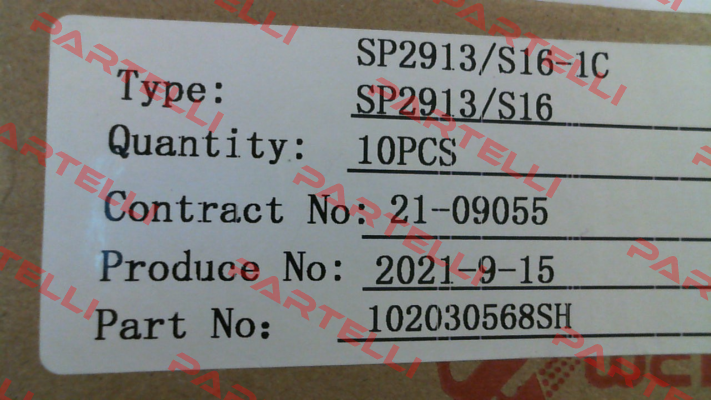 SP2913/S16-1C
Type: SP2913/S16
Quantity: 10PCS
Contract No: 21-09055
Produce No: 2021-9-15
Part No: 102030568SH
PARTELLI
PARTELLI
PARTELLI
PARTELLI
PARTELLI